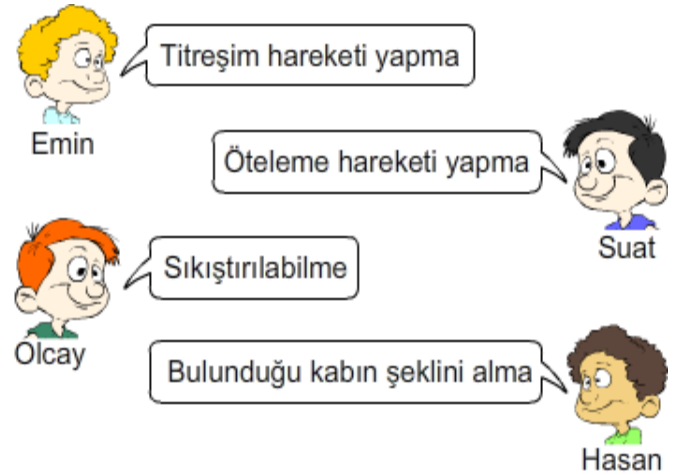 Titreşim hareketi yapma
Emin
Öteleme hareketi yapma
Suat
Sıkıştırılabilme
Olcay
Bulunduğu kabın şeklini alma
Hasan